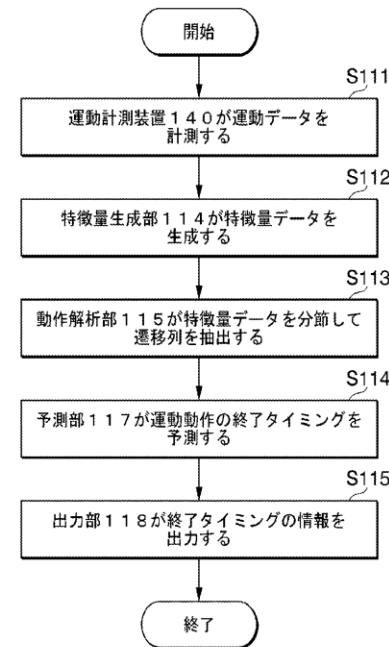 開始
S111
運動計測装置140が運動データを
計測する
S112
特徴量生成部114が特徴量データを
生成する
S113
動作解析部115が特徴量データを分節して
遷移列を抽出する
S114
予測部117が運動動作の終了タイミングを
予測する
S115
出力部118が終了タイミングの情報を
出力する
終了